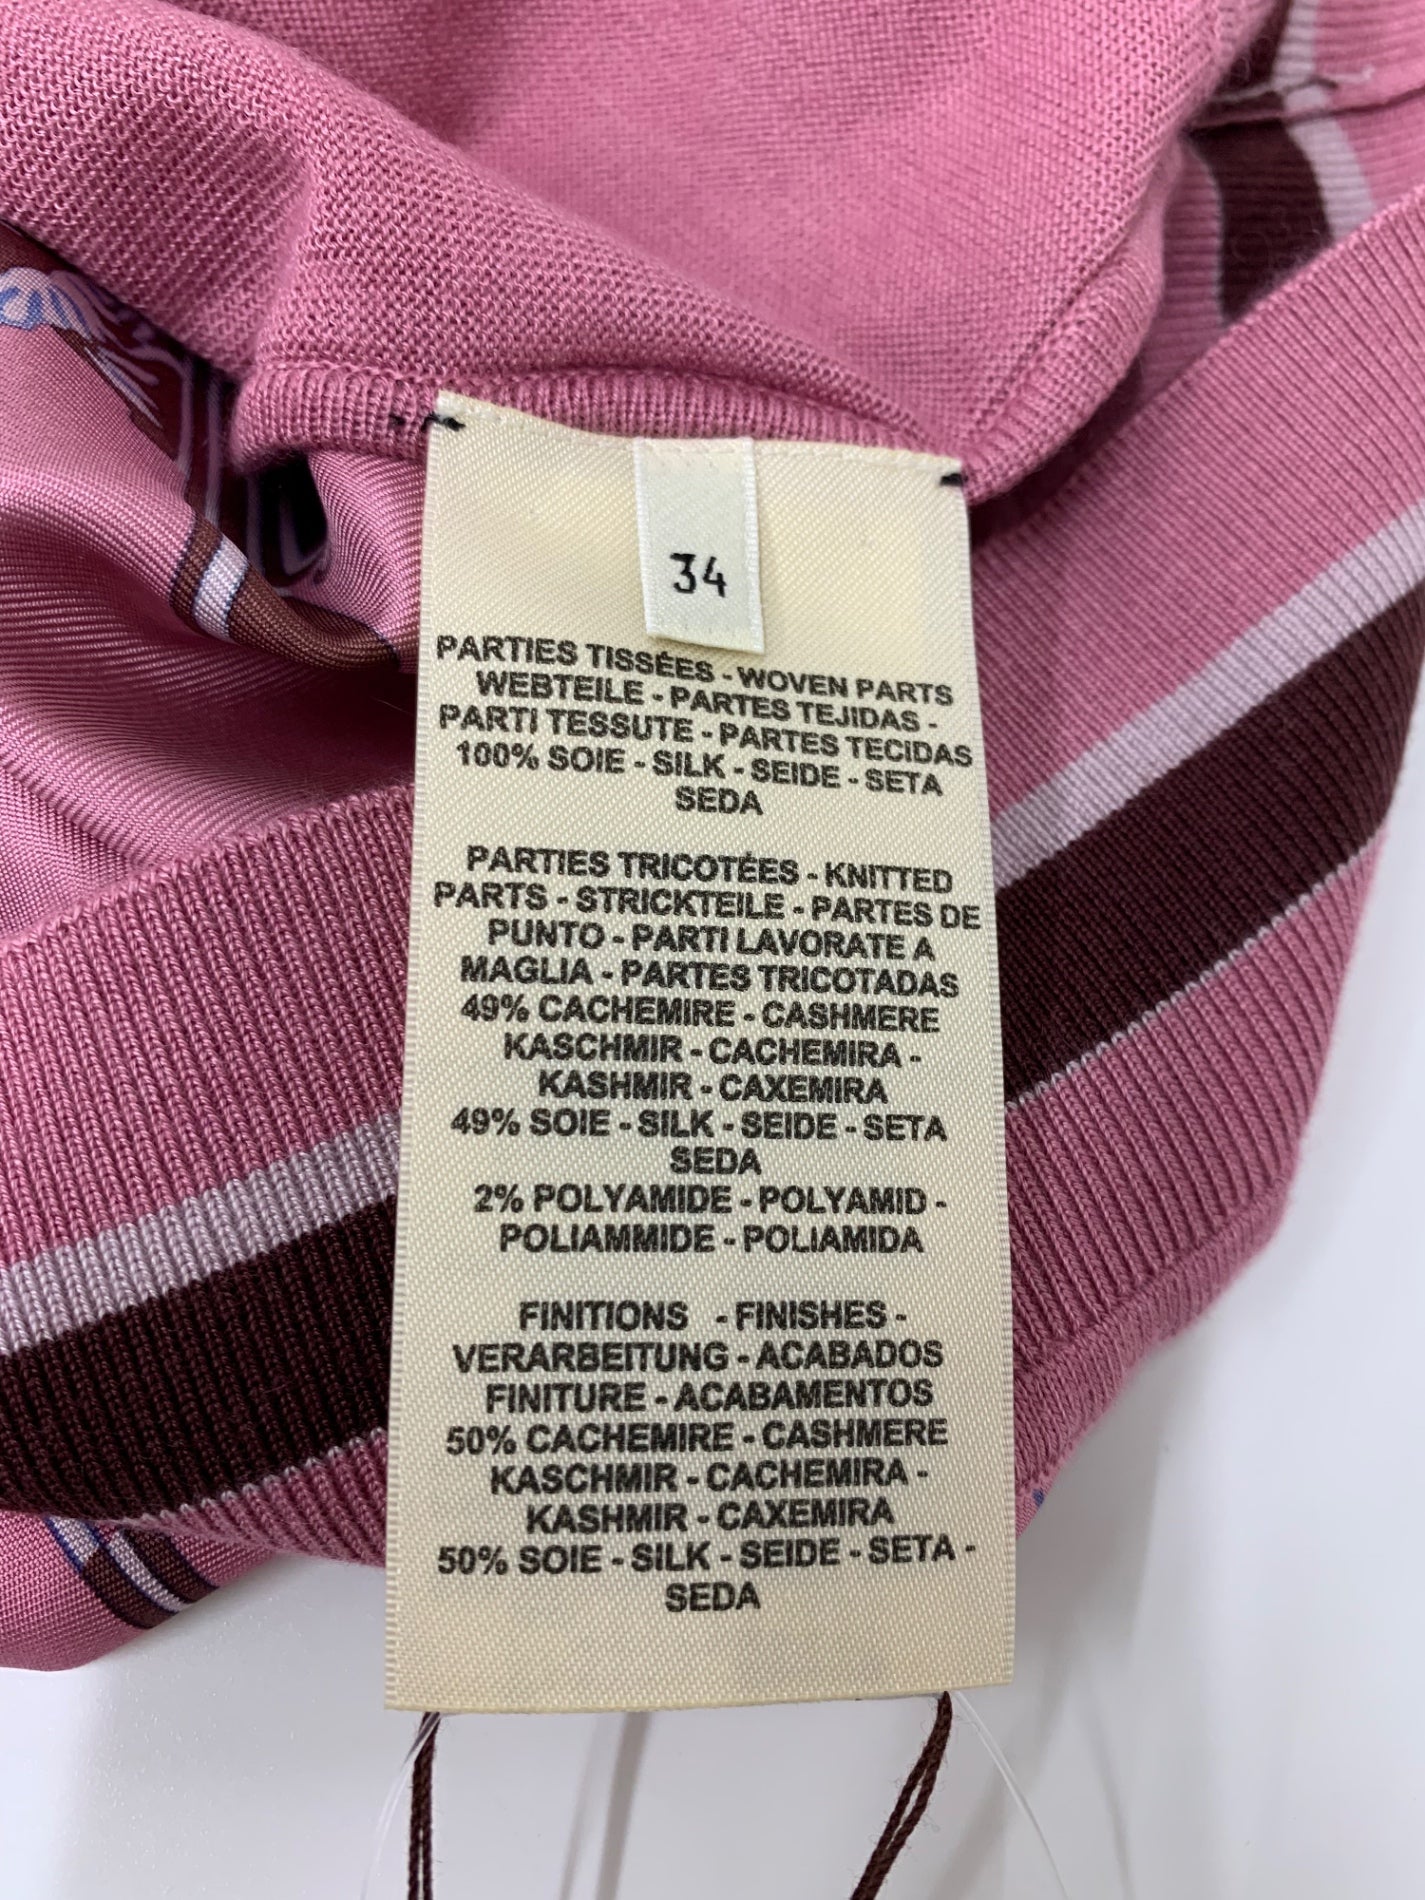 34
PARTIES TISSÉES - WOVEN PARTS
WEBTEILE - PARTES TEJIDAS -
PARTI TESSUTE - PARTES TECIDAS
100% SOIE - SILK - SEIDE - SETA
SEDA
PARTIES TRICOTÉES - KNITTED
PARTS - STRICKTEILE - PARTES DE
PUNTO - PARTI LAVORATE A
MAGLIA - PARTES TRICOTADAS
49% CACHEMIRE - CASHMERE
KASCHMIR - CACHEMIRA -
KASHMIR - CAXEMIRA
49% SOIE - SILK - SEIDE - SETA
SEDA
2% POLYAMIDE - POLYAMID -
POLIAMMIDE - POLIAMIDA
FINITIONS - FINISHES -
VERARBEITUNG - ACABADOS
FINITURE - ACABAMENTOS
50% CACHEMIRE - CASHMERE
KASCHMIR - CACHEMIRA -
KASHMIR - CAXEMIRA
50% SOIE - SILK - SEIDE - SETA -
SEDA